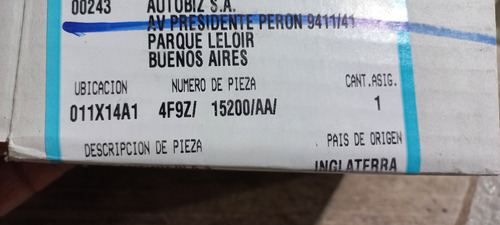 00243 AUTOBIZ S.A.
AV PRESIDENTE PERON 9411/41
PARQUE LELOIR
BUENOS AIRES
UBICACION NUMERO DE PIEZA CANT.ASIG.
011X14A1 4F9Z/ 15200/AA/ 1
DESCRIPCION DE PIEZA PAIS DE ORIGEN
INGLATERRA